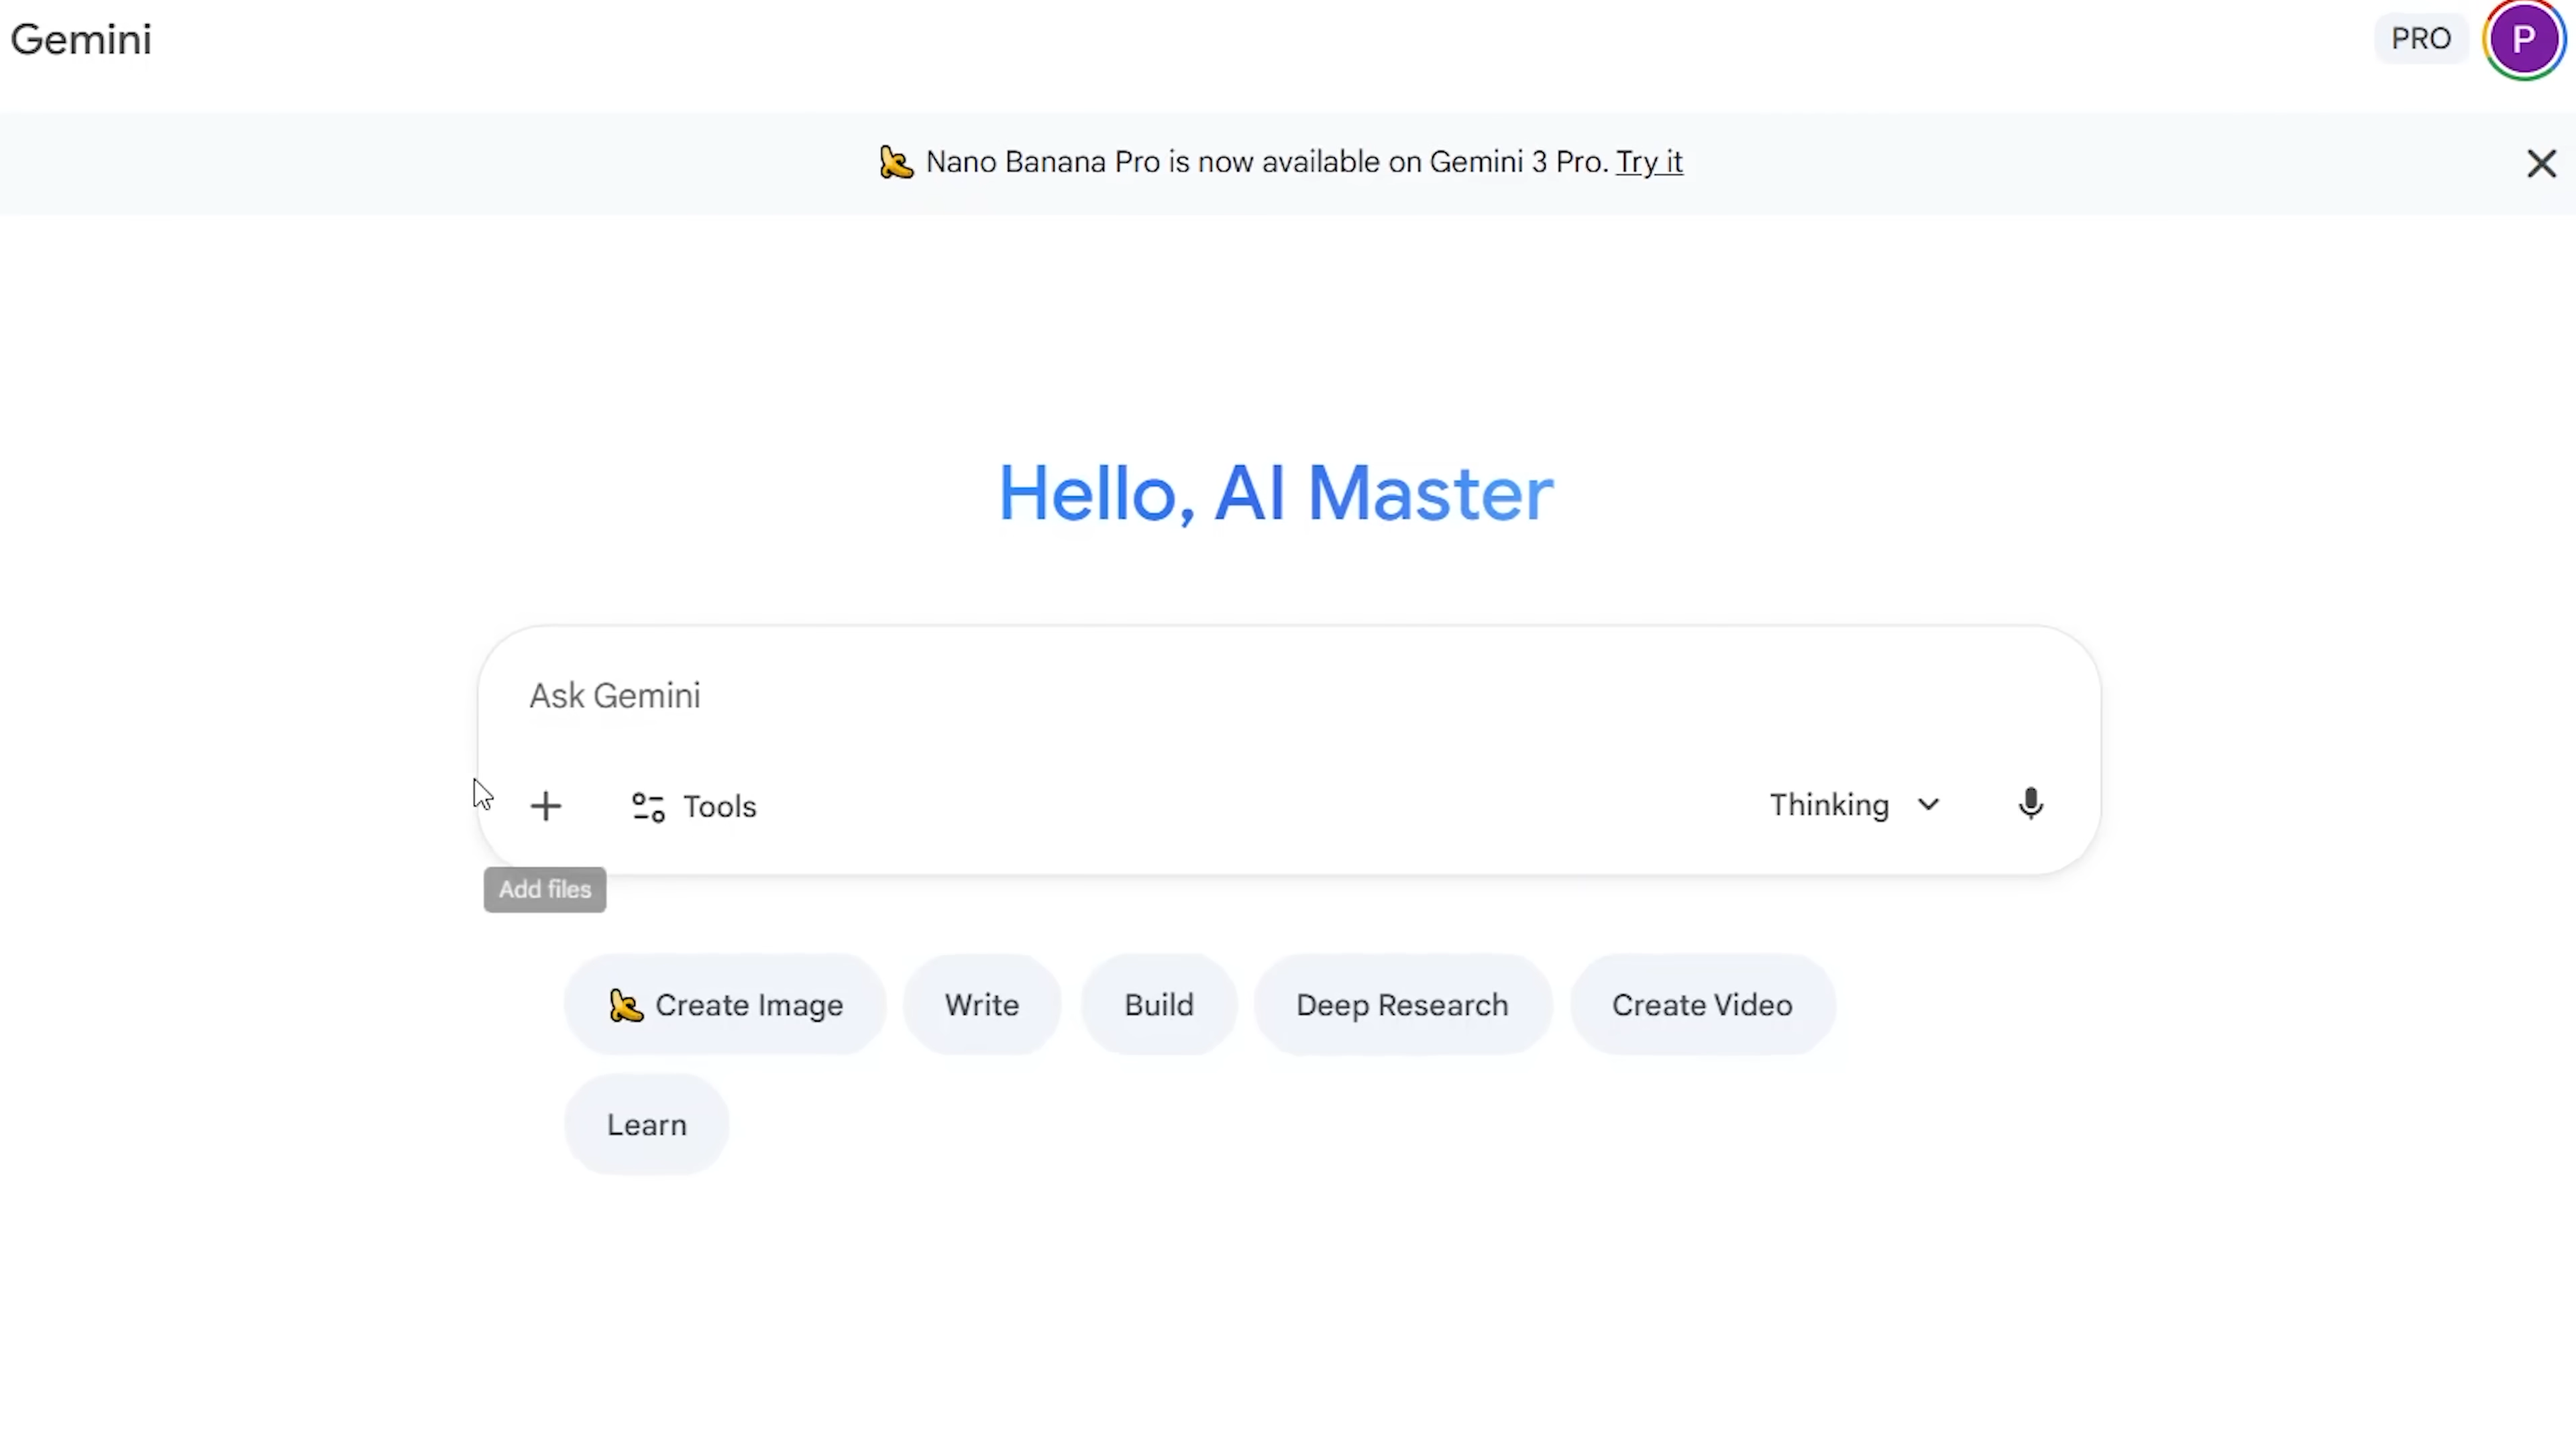 Gemini
PRO
P
Nano Banana Pro is now available on Gemini 3 Pro. Try it
Hello, AI Master
Ask Gemini
Tools
Thinking
Add files
Create Image
Write
Build
Deep Research
Create Video
Learn